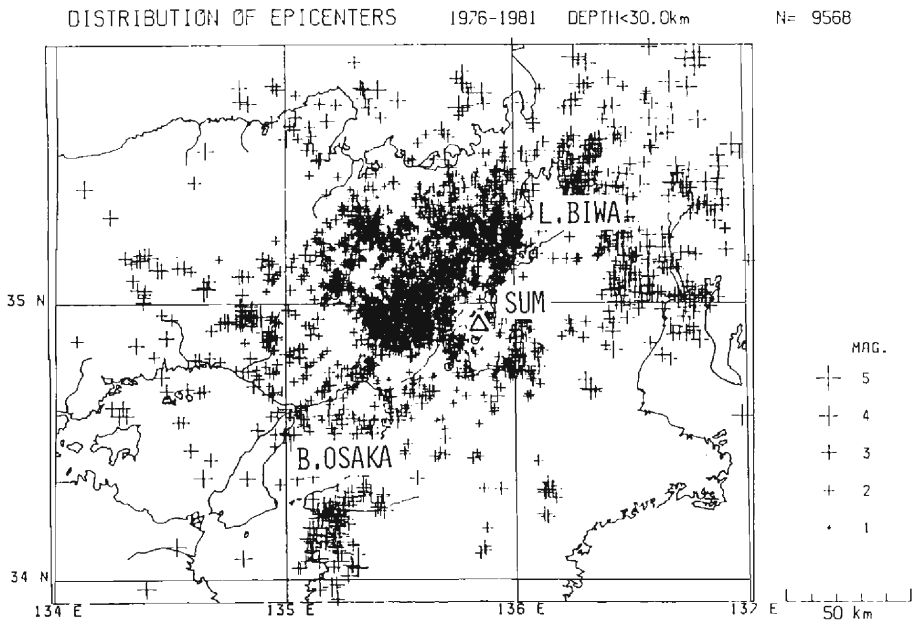 DISTRIBUTION OF EPICENTERS 1976-1981 DEPTH<30.0km N= 9568
L.BIWA
35 N
SUM
MAG.
5
4
3
2
1
B.OSAKA
34 N
134 E 135 E 136 E 137 E
50 km